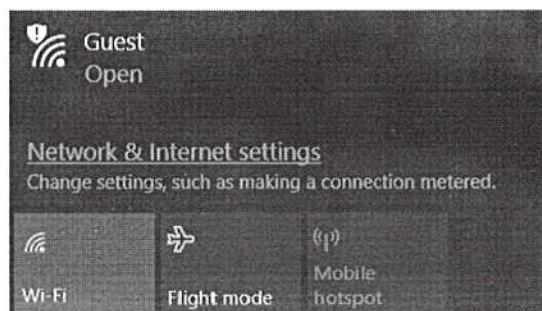 Guest
Open
Network & Internet settings
Change settings, such as making a connection metered.
Wi-Fi
Flight mode
Mobile
hotspot